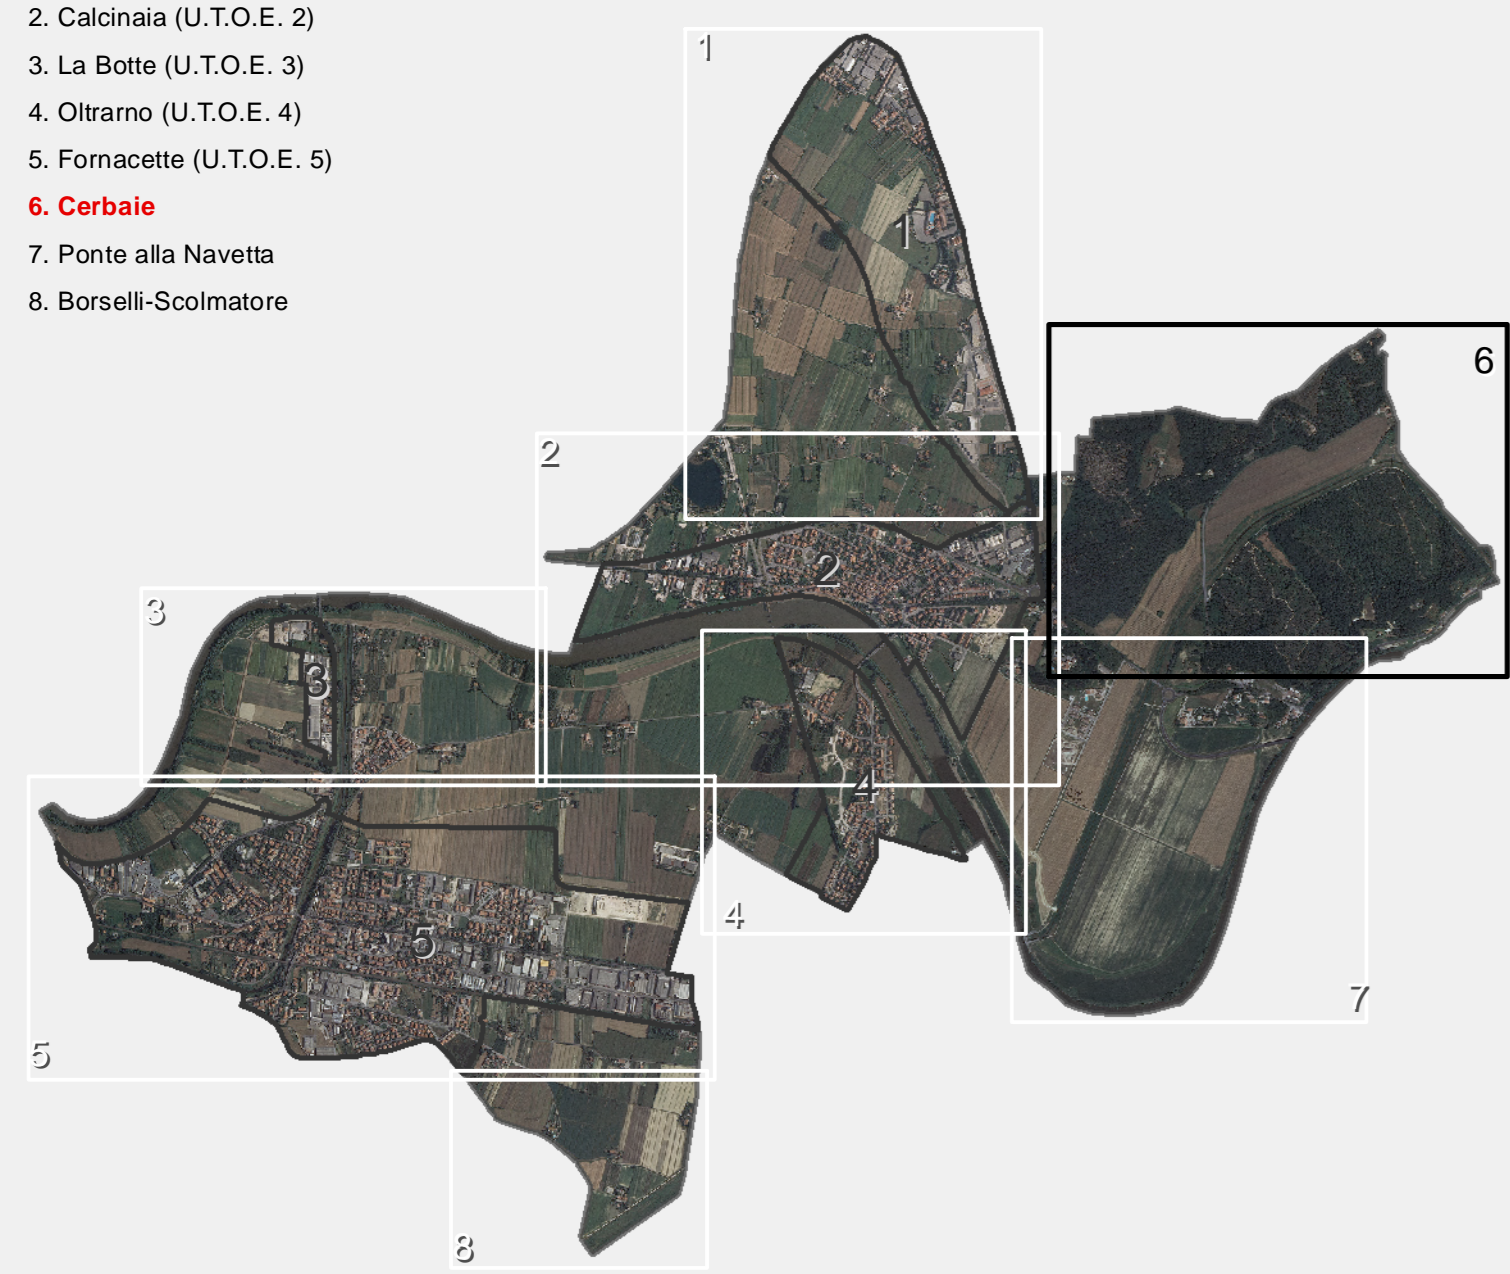 2. Calcinaia (U.T.O.E. 2)
3. La Botte (U.T.O.E. 3)
4. Oltrarno (U.T.O.E. 4)
5. Fornacette (U.T.O.E. 5)
6. Cerbaie
7. Ponte alla Navetta
8. Borselli-Scolmatore
1
1
6
2
2
3
3
4
4
5
7
5
8